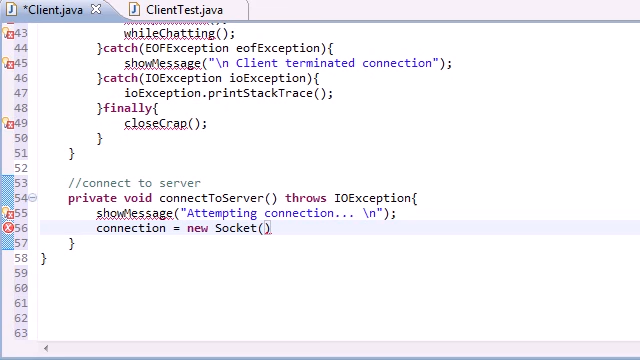 *Client.java
ClientTest.java
43 whileChatting();
44 }catch(EOFException eofException){
45 showMessage("\n Client terminated connection");
46 }catch(IOException ioException){
47 ioException.printStackTrace();
48 }finally{
49 closeCrap();
50 }
51 }
52
53 //connect to server
54 private void connectToServer() throws IOException{
55 showMessage("Attempting connection... \n");
56 connection = new Socket()
57 }
58 }
59
60
61
62
63